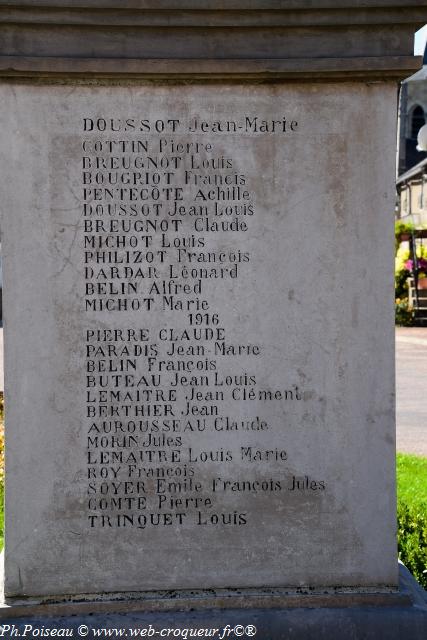 DOUSSOT Jean-Marie
COTTIN Pierre
BREUGNOT Louis
BOUGRIOT Francis
PENTECÔTE Achille
DOUSSOT Jean Louis
BREUGNOT Claude
MICHOT Louis
PHILIZOT François
DARDAR Léonard
BELIN Alfred
MICHOT Marie
1916
PIERRE CLAUDE
PARADIS Jean-Marie
BELIN François
BUTEAU Jean Louis
LEMAITRE Jean Clément
BERTHIER Jean
AUROUSSEAU Claude
MORIN Jules
LEMAITRE Louis Marie
ROY François
SOYER Emile François Jules
COMTE Pierre
TRINQUET Louis
Ph Poiseau © www-web-croqueur.fr ©